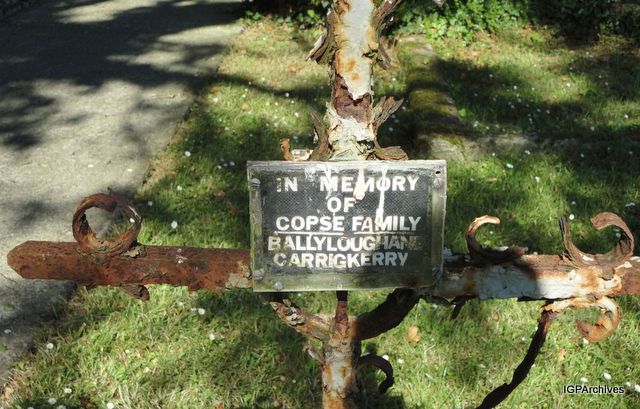 IN MEMORY
OF
COPSE FAMILY
BALLYLOUGHANE
CARRIGKERRY
IGPArchives